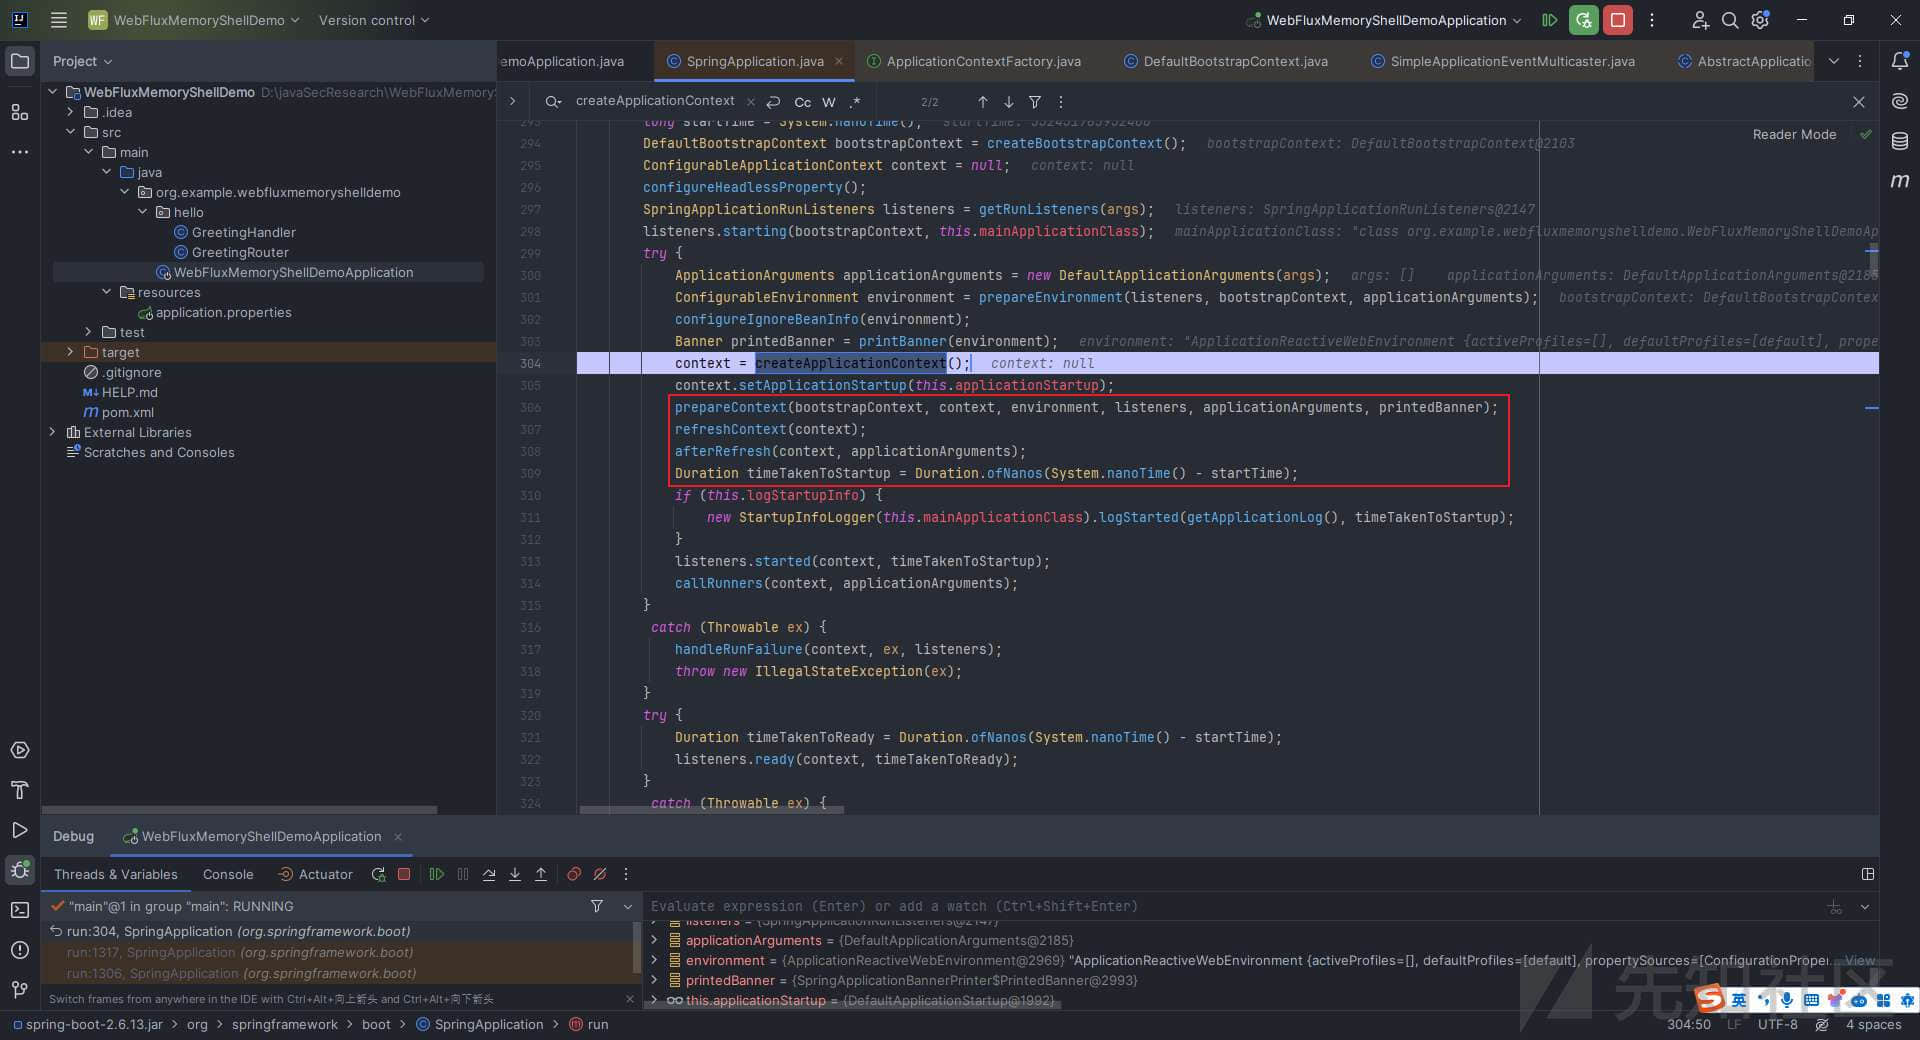 WF WebFluxMemoryShellDemo Version control WebFluxMemoryShellDemoApplication
Project
emoApplication.java SpringApplication.java ApplicationContextFactory.java DefaultBootstrapContext.java SimpleApplicationEventMulticaster.java AbstractApplicatio
WebFluxMemoryShellDemo D:\javaSecResearch\WebFluxMemoryS
.idea
src
main
java
org.example.webfluxmemoryshelldemo
hello
GreetingHandler
GreetingRouter
WebFluxMemoryShellDemoApplication
resources
application.properties
test
target
.gitignore
HELP.md
pom.xml
External Libraries
Scratches and Consoles
createApplicationContext Cc W .* 2/2
Reader Mode
293 long startTime = System.nanoTime();
294 DefaultBootstrapContext bootstrapContext = createBootstrapContext(); bootstrapContext: DefaultBootstrapContext@2103
295 ConfigurableApplicationContext context = null; context: null
296 configureHeadlessProperty();
297 SpringApplicationRunListeners listeners = getRunListeners(args); listeners: SpringApplicationRunListeners@2147
298 listeners.starting(bootstrapContext, this.mainApplicationClass); mainApplicationClass: "class org.example.webfluxmemoryshelldemo.WebFluxMemoryShellDemoAp
299 try {
300 ApplicationArguments applicationArguments = new DefaultApplicationArguments(args); args: [] applicationArguments: DefaultApplicationArguments@2185
301 ConfigurableEnvironment environment = prepareEnvironment(listeners, bootstrapContext, applicationArguments); bootstrapContext: DefaultBootstrapContex
302 configureIgnoreBeanInfo(environment);
303 Banner printedBanner = printBanner(environment); environment: "ApplicationReactiveWebEnvironment {activeProfiles=[], defaultProfiles=[default], prope
304 context = createApplicationContext(); context: null
305 context.setApplicationStartup(this.applicationStartup);
306 prepareContext(bootstrapContext, context, environment, listeners, applicationArguments, printedBanner);
307 refreshContext(context);
308 afterRefresh(context, applicationArguments);
309 Duration timeTakenToStartup = Duration.ofNanos(System.nanoTime() - startTime);
310 if (this.logStartupInfo) {
311 new StartupInfoLogger(this.mainApplicationClass).logStarted(getApplicationLog(), timeTakenToStartup);
312 }
313 listeners.started(context, timeTakenToStartup);
314 callRunners(context, applicationArguments);
315 }
316 catch (Throwable ex) {
317 handleRunFailure(context, ex, listeners);
318 throw new IllegalStateException(ex);
319 }
320 try {
321 Duration timeTakenToReady = Duration.ofNanos(System.nanoTime() - startTime);
322 listeners.ready(context, timeTakenToReady);
323 }
324 catch (Throwable ex) {
Debug WebFluxMemoryShellDemoApplication
Threads & Variables Console Actuator
"main"@1 in group "main": RUNNING
run:304, SpringApplication (org.springframework.boot)
run:1317, SpringApplication (org.springframework.boot)
run:1306, SpringApplication (org.springframework.boot)
Switch frames from anywhere in the IDE with Ctrl+Alt+向上箭头 and Ctrl+Alt+向下箭头
Evaluate expression (Enter) or add a watch (Ctrl+Shift+Enter)
listeners = {SpringApplicationRunListeners@2147}
applicationArguments = {DefaultApplicationArguments@2185}
environment = {ApplicationReactiveWebEnvironment@2969} "ApplicationReactiveWebEnvironment {activeProfiles=[], defaultProfiles=[default], propertySources=[ConfigurationProper... View
printedBanner = {SpringApplicationBannerPrinter$PrintedBanner@2993}
this.applicationStartup = {DefaultApplicationStartup@1992}
先知社区
英
spring-boot-2.6.13.jar org springframework boot SpringApplication run
304:50 LF UTF-8 4 spaces